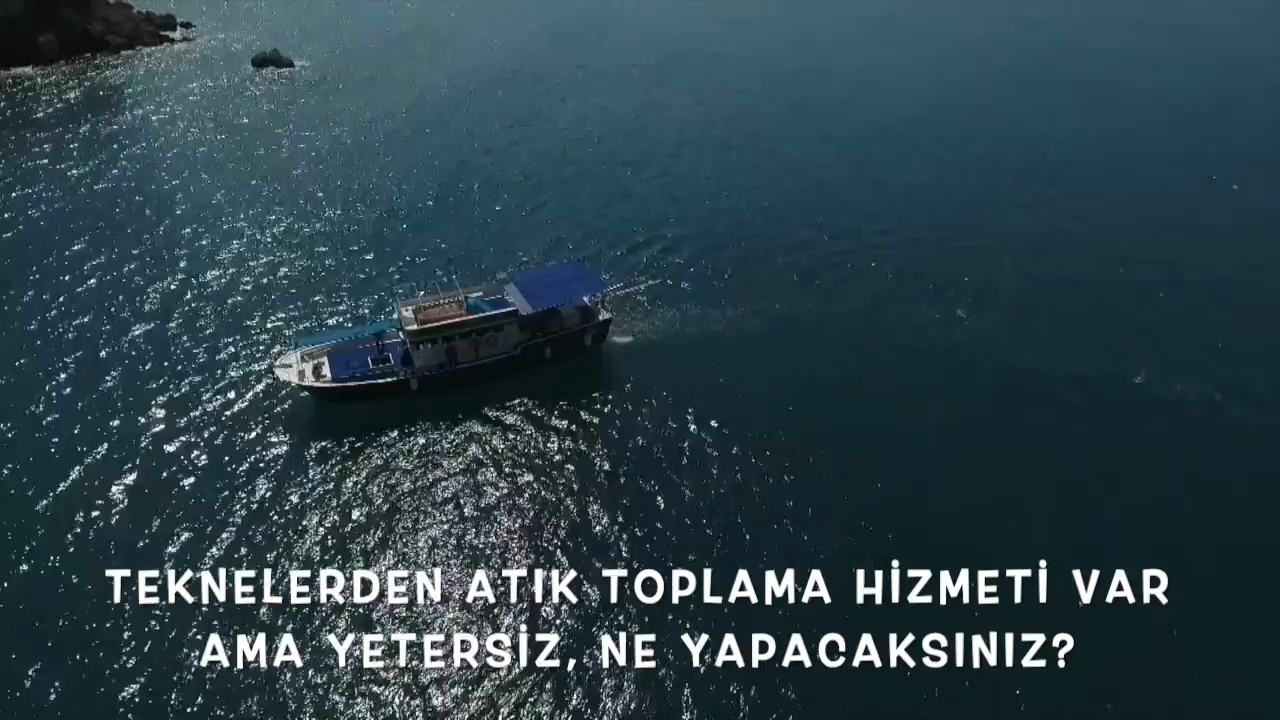 TEKNELERDEN ATIK TOPLAMA HİZMETİ VAR
AMA YETERSİZ, NE YAPACAKSINIZ?